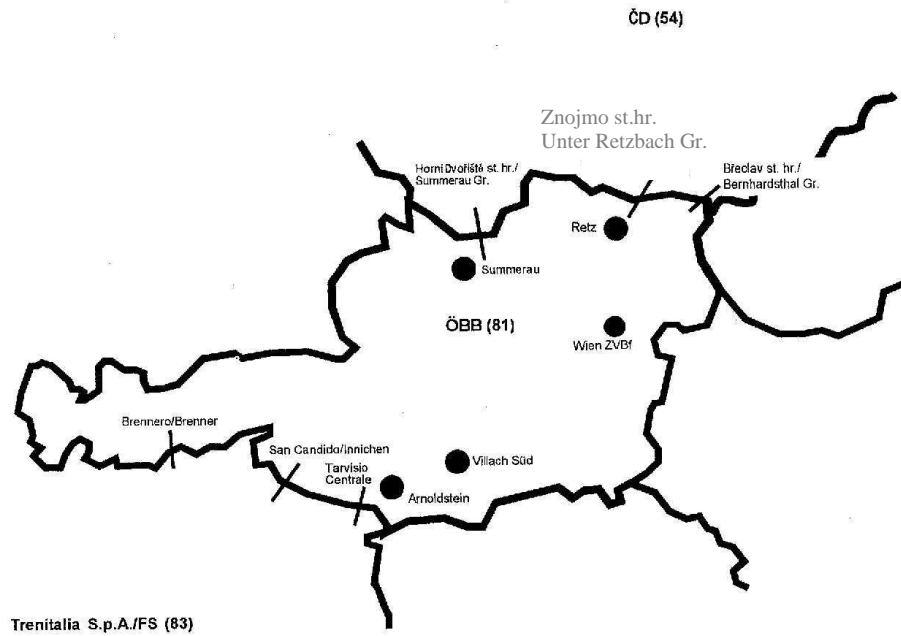 ČD (54)
Znojmo st.hr.
Unter Retzbach Gr.
Horní Dvořiště st. hr./
Summerau Gr.
Břeclav st. hr./
Bernhardsthal Gr.
Retz
Summerau
ÖBB (81)
Wien ZVBf
Brennero/Brenner
San Candido/Innichen
Tarvisio
Centrale
Villach Süd
Arnoldstein
Trenitalia S.p.A./FS (83)